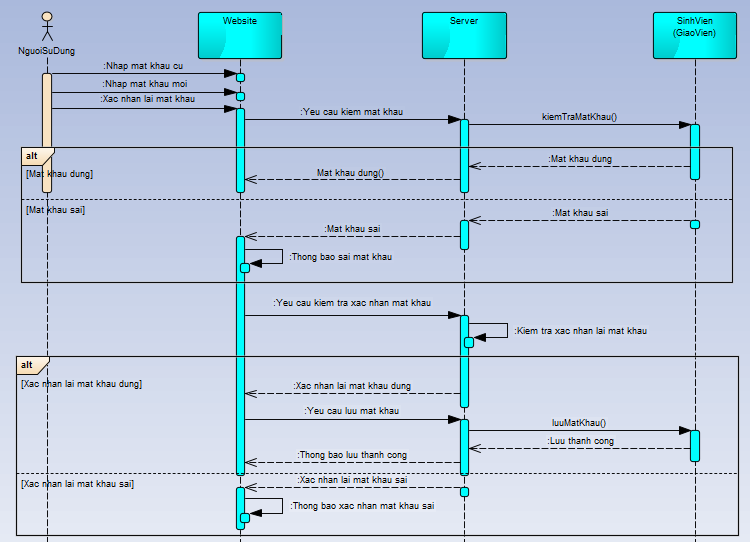 Website
Server
SinhVien
(GiaoVien)
NguoiSuDung
:Nhap mat khau cu
:Nhap mat khau moi
:Xac nhan lai mat khau
:Yeu cau kiem mat khau
kiemTraMatKhau()
alt
[Mat khau dung]
:Mat khau dung
Mat khau dung()
[Mat khau sai]
:Mat khau sai
:Mat khau sai
:Thong bao sai mat khau
:Yeu cau kiem tra xac nhan mat khau
:Kiem tra xac nhan lai mat khau
alt
[Xac nhan lai mat khau dung]
:Xac nhan lai mat khau dung
:Yeu cau luu mat khau
luuMatKhau()
:Luu thanh cong
:Thong bao luu thanh cong
[Xac nhan lai mat khau sai]
:Xac nhan lai mat khau sai
:Thong bao xac nhan mat khau sai